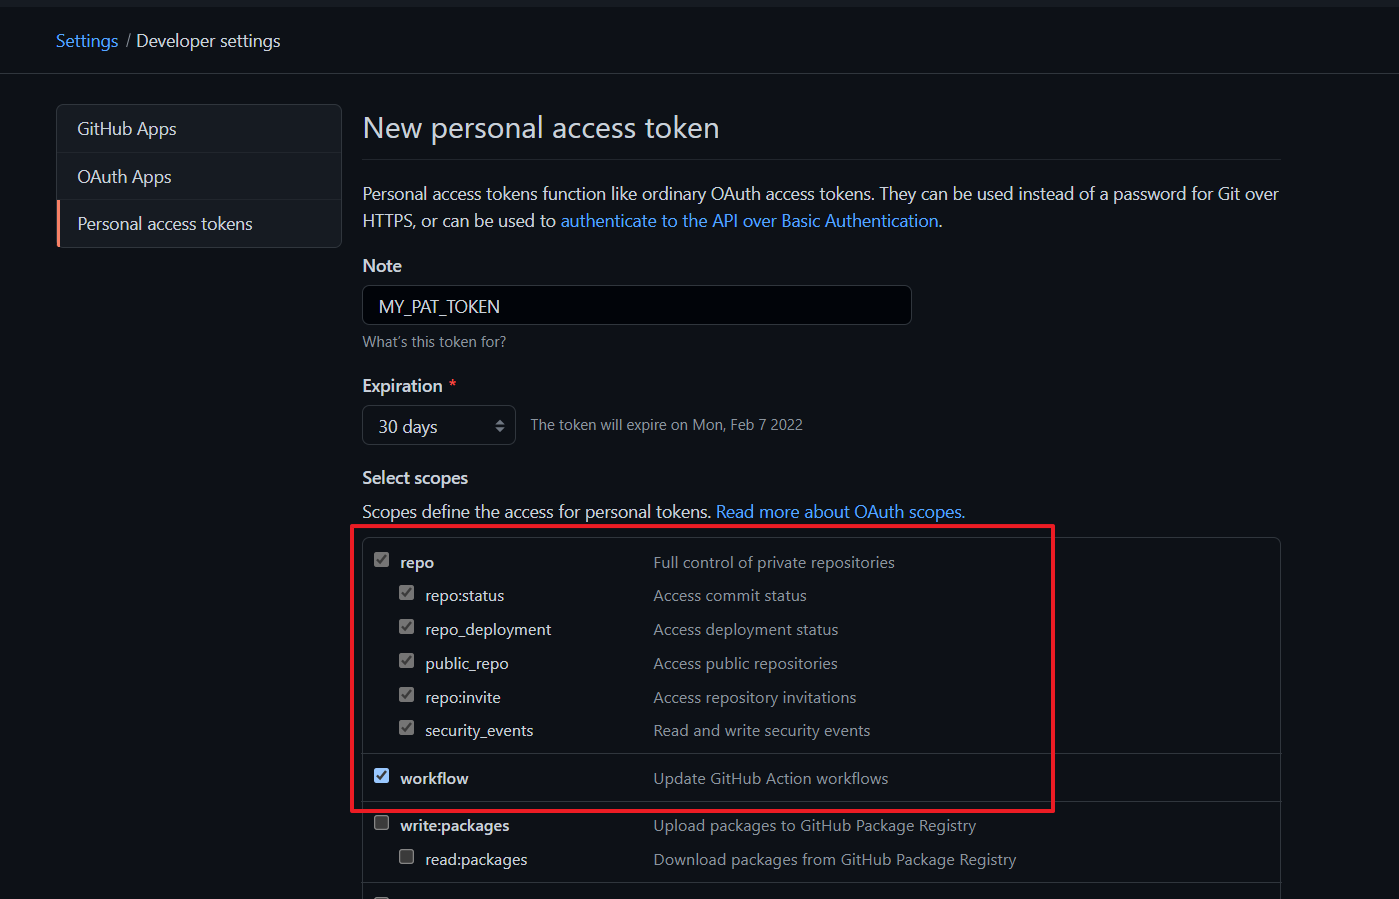 Settings / Developer settings
GitHub Apps
OAuth Apps
Personal access tokens
New personal access token
Personal access tokens function like ordinary OAuth access tokens. They can be used instead of a password for Git over
HTTPS, or can be used to authenticate to the API over Basic Authentication.
Note
MY_PAT_TOKEN
What's this token for?
Expiration *
30 days The token will expire on Mon, Feb 7 2022
Select scopes
Scopes define the access for personal tokens. Read more about OAuth scopes.
repo Full control of private repositories
repo:status Access commit status
repo_deployment Access deployment status
public_repo Access public repositories
repo:invite Access repository invitations
security_events Read and write security events
workflow Update GitHub Action workflows
write:packages Upload packages to GitHub Package Registry
read:packages Download packages from GitHub Package Registry